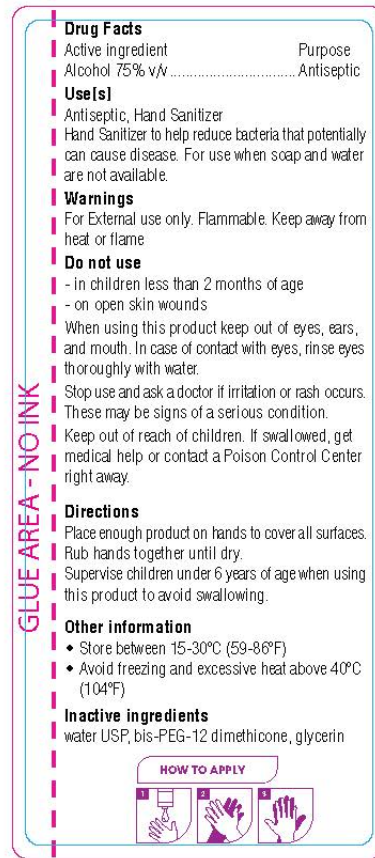 Drug Facts
Active ingredient Purpose
Alcohol 75% v/v................................Antiseptic
Use[s]
Antiseptic, Hand Sanitizer
Hand Sanitizer to help reduce bacteria that potentially
can cause disease. For use when soap and water
are not available.
Warnings
For External use only. Flammable. Keep away from
heat or flame
Do not use
- in children less than 2 months of age
- on open skin wounds
When using this product keep out of eyes, ears,
and mouth. In case of contact with eyes, rinse eyes
thoroughly with water.
Stop use and ask a doctor if irritation or rash occurs.
These may be signs of a serious condition.
Keep out of reach of children. If swallowed, get
medical help or contact a Poison Control Center
right away.
Directions
Place enough product on hands to cover all surfaces.
Rub hands together until dry.
Supervise children under 6 years of age when using
this product to avoid swallowing.
Other information
◆ Store between 15-30ºC (59-86ºF)
◆ Avoid freezing and excessive heat above 40ºC
(104ºF)
Inactive ingredients
water USP, bis-PEG-12 dimethicone, glycerin
HOW TO APPLY
1 2 3
GLUE AREA - NO INK